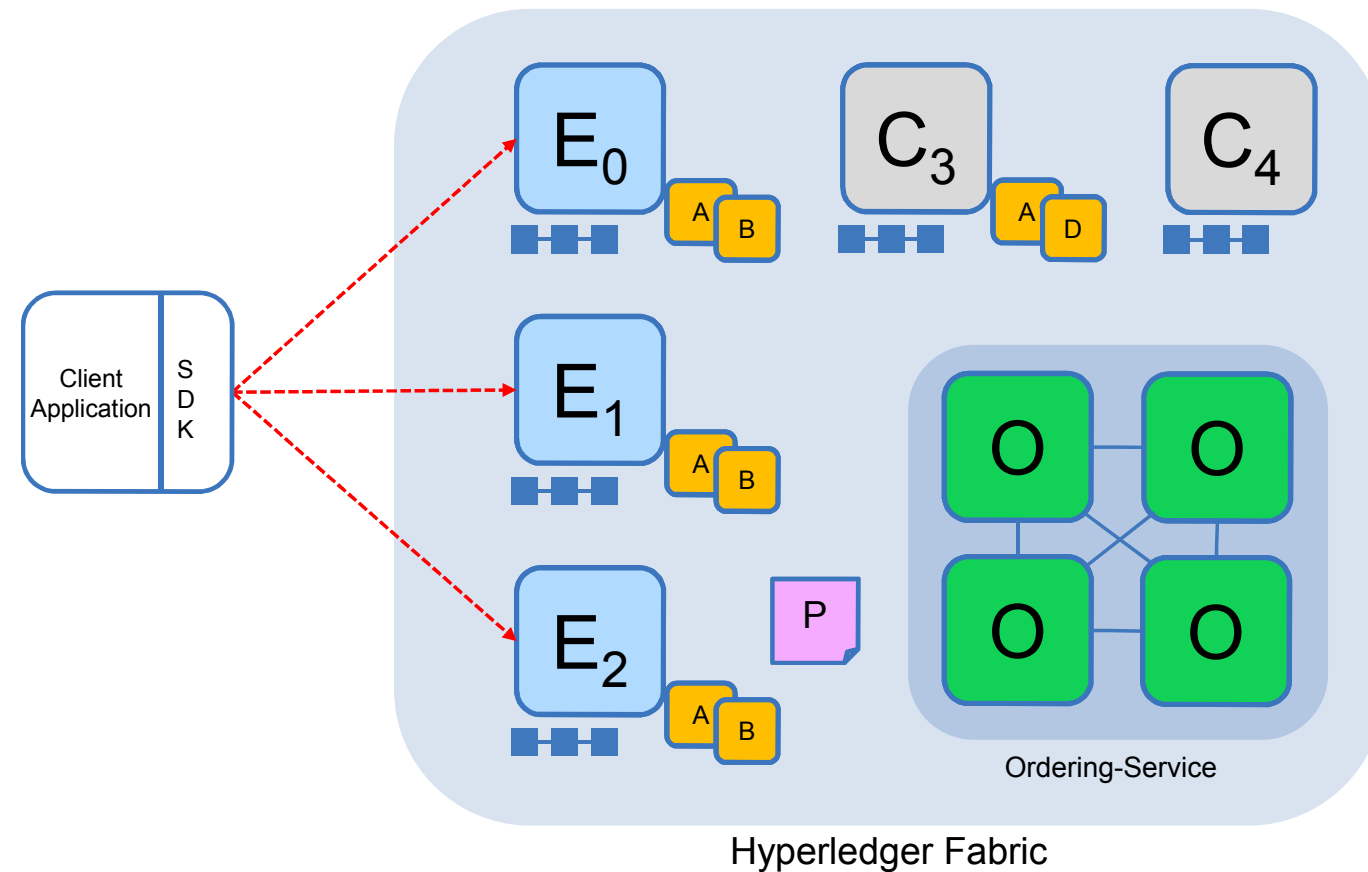 E0
A
B
C3
A
D
C4
Client
Application
S
D
K
E1
A
B
E2
A
B
P
O
O
O
O
Ordering-Service
Hyperledger Fabric